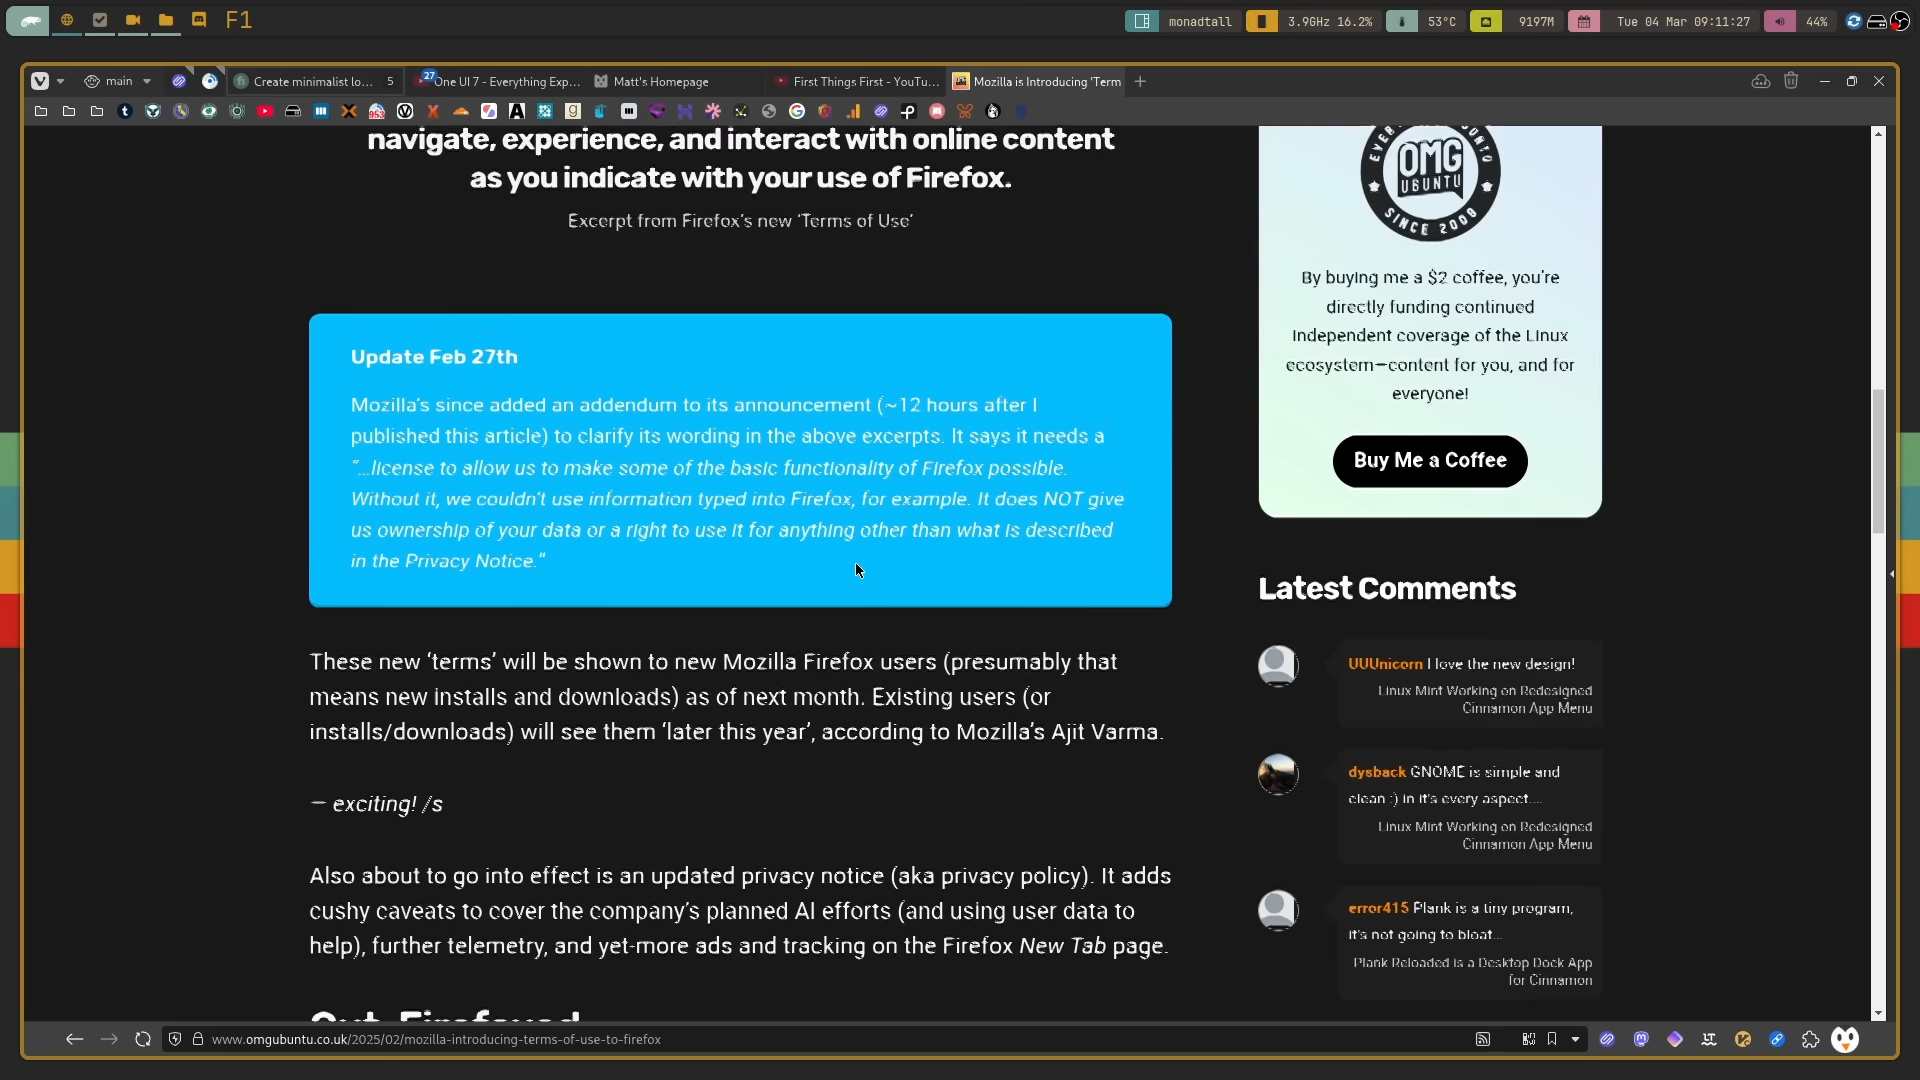 F1
monadtall
3.9GHz 16.2%
53°C
9197M
Tue 04 Mar 09:11:27
44%
main
Create minimalist lo...
5
27
One UI 7 - Everything Exp...
Matt's Homepage
First Things First - YouTu...
Mozilla is Introducing 'Term
navigate, experience, and interact with online content
as you indicate with your use of Firefox.
Excerpt from Firefox's new 'Terms of Use'
Update Feb 27th
Mozilla's since added an addendum to its announcement (~12 hours after I
published this article) to clarify its wording in the above excerpts. It says it needs a
"...license to allow us to make some of the basic functionality of Firefox possible.
Without it, we couldn't use information typed into Firefox, for example. It does NOT give
us ownership of your data or a right to use it for anything other than what is described
in the Privacy Notice."
These new 'terms' will be shown to new Mozilla Firefox users (presumably that
means new installs and downloads) as of next month. Existing users (or
installs/downloads) will see them 'later this year', according to Mozilla's Ajit Varma.
— exciting! /s
Also about to go into effect is an updated privacy notice (aka privacy policy). It adds
cushy caveats to cover the company's planned AI efforts (and using user data to
help), further telemetry, and yet-more ads and tracking on the Firefox New Tab page.
OMG
UBUNTU
SINCE 2008
By buying me a $2 coffee, you're
directly funding continued
independent coverage of the Linux
ecosystem—content for you, and for
everyone!
Buy Me a Coffee
Latest Comments
UUUnicorn I love the new design!
Linux Mint Working on Redesigned
Cinnamon App Menu
dysback GNOME is simple and
clean :) in it's every aspect....
Linux Mint Working on Redesigned
Cinnamon App Menu
error415 Plank is a tiny program,
it's not going to bloat...
Plank Reloaded is a Desktop Dock App
for Cinnamon
www.omgubuntu.co.uk/2025/02/mozilla-introducing-terms-of-use-to-firefox